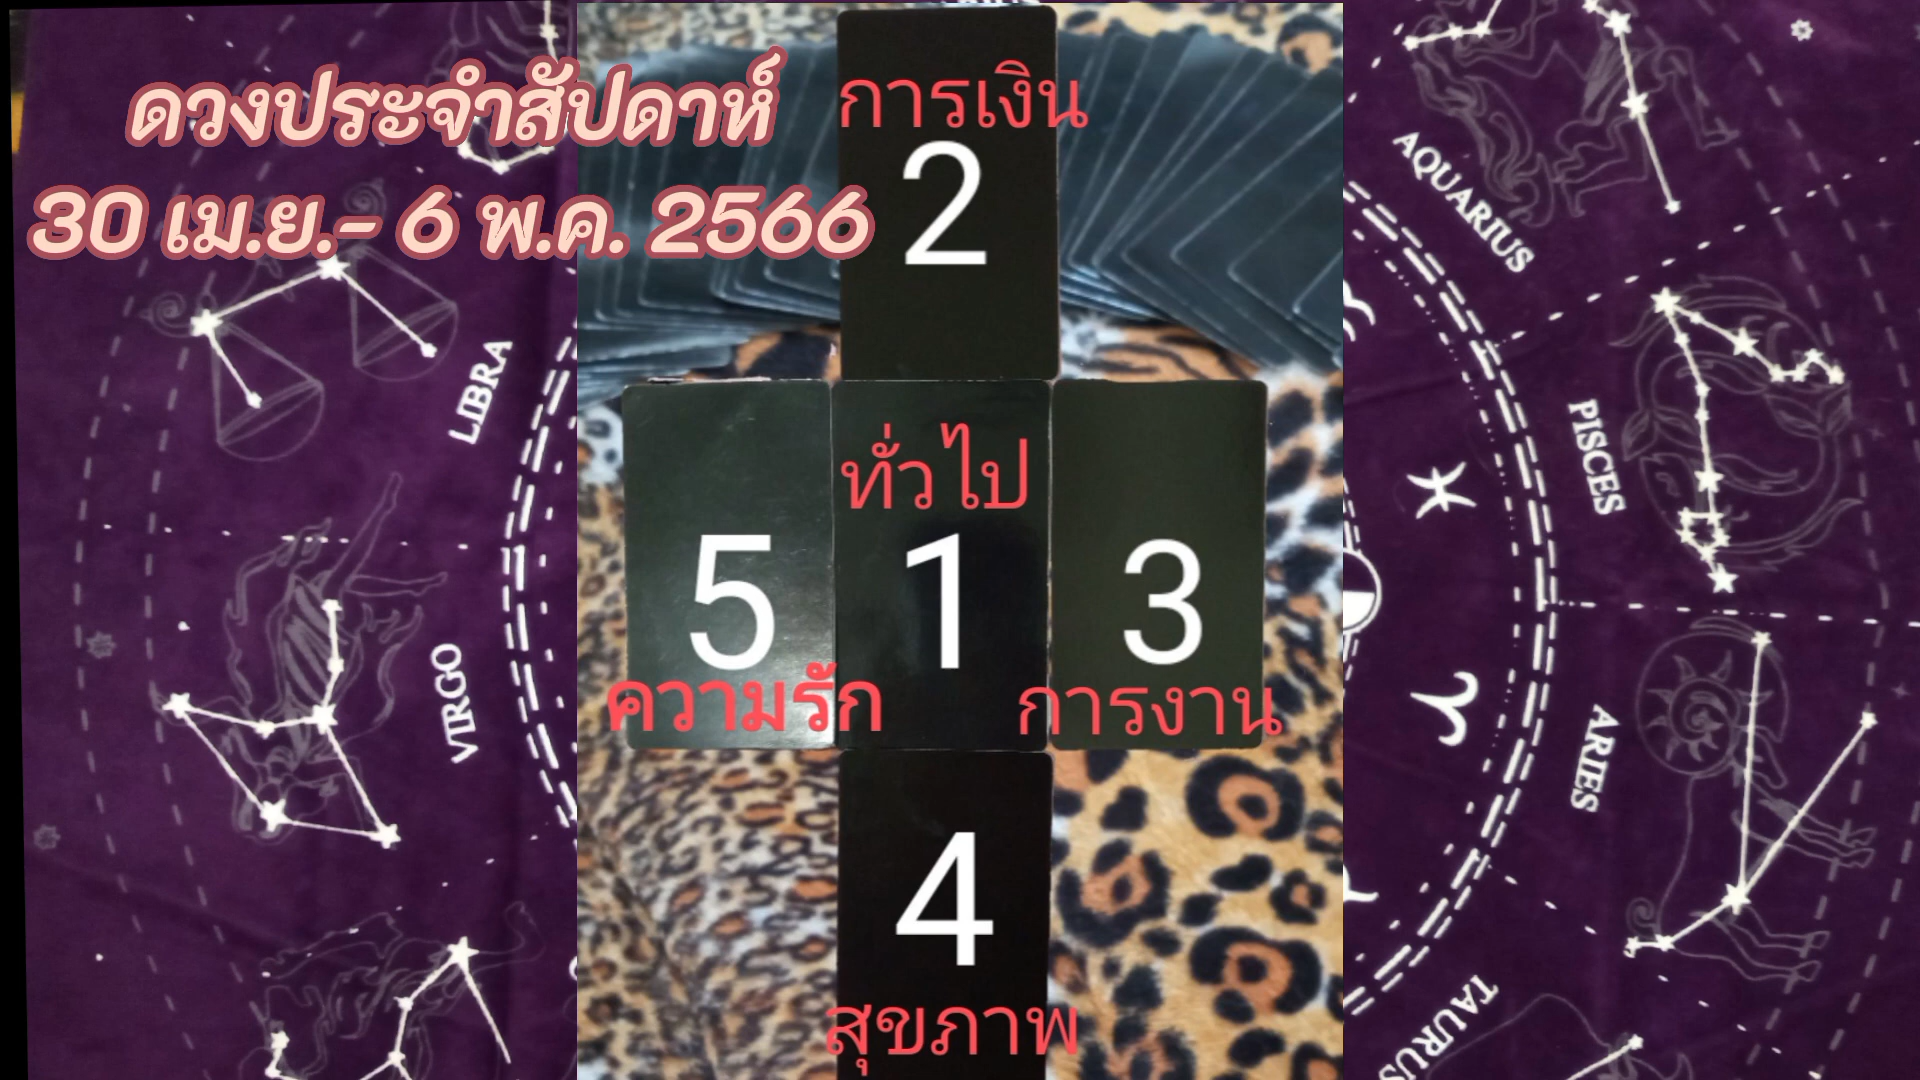 ดวงประจำสัปดาห์
30 เม.ย.- 6 พ.ค. 2566
การเงิน
2
ทั่วไป
5
1
3
ความรัก
การงาน
4
สุขภาพ
LIBRA
VIRGO
AQUARIUS
PISCES
ARIES
TAURUS